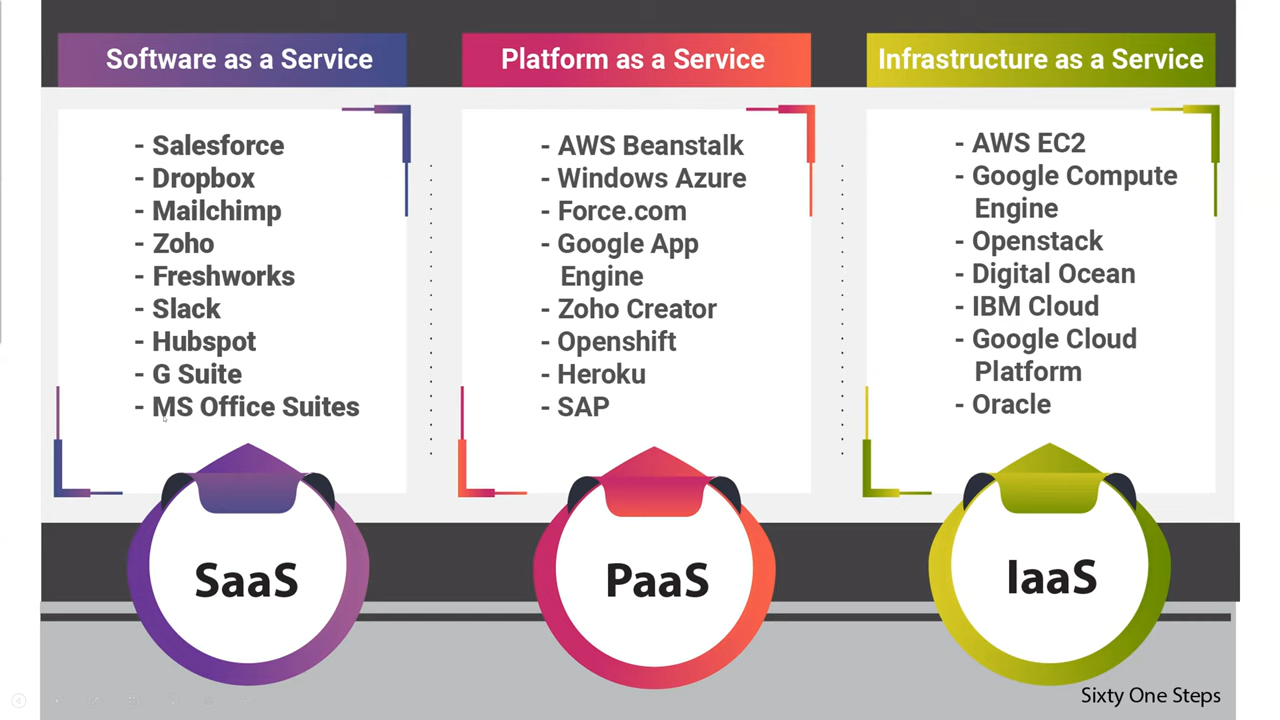 Software as a Service
- Salesforce
- Dropbox
- Mailchimp
- Zoho
- Freshworks
- Slack
- Hubspot
- G Suite
- MS Office Suites
SaaS
Platform as a Service
- AWS Beanstalk
- Windows Azure
- Force.com
- Google App
Engine
- Zoho Creator
- Openshift
- Heroku
- SAP
PaaS
Infrastructure as a Service
- AWS EC2
- Google Compute
Engine
- Openstack
- Digital Ocean
- IBM Cloud
- Google Cloud
Platform
- Oracle
IaaS
Sixty One Steps